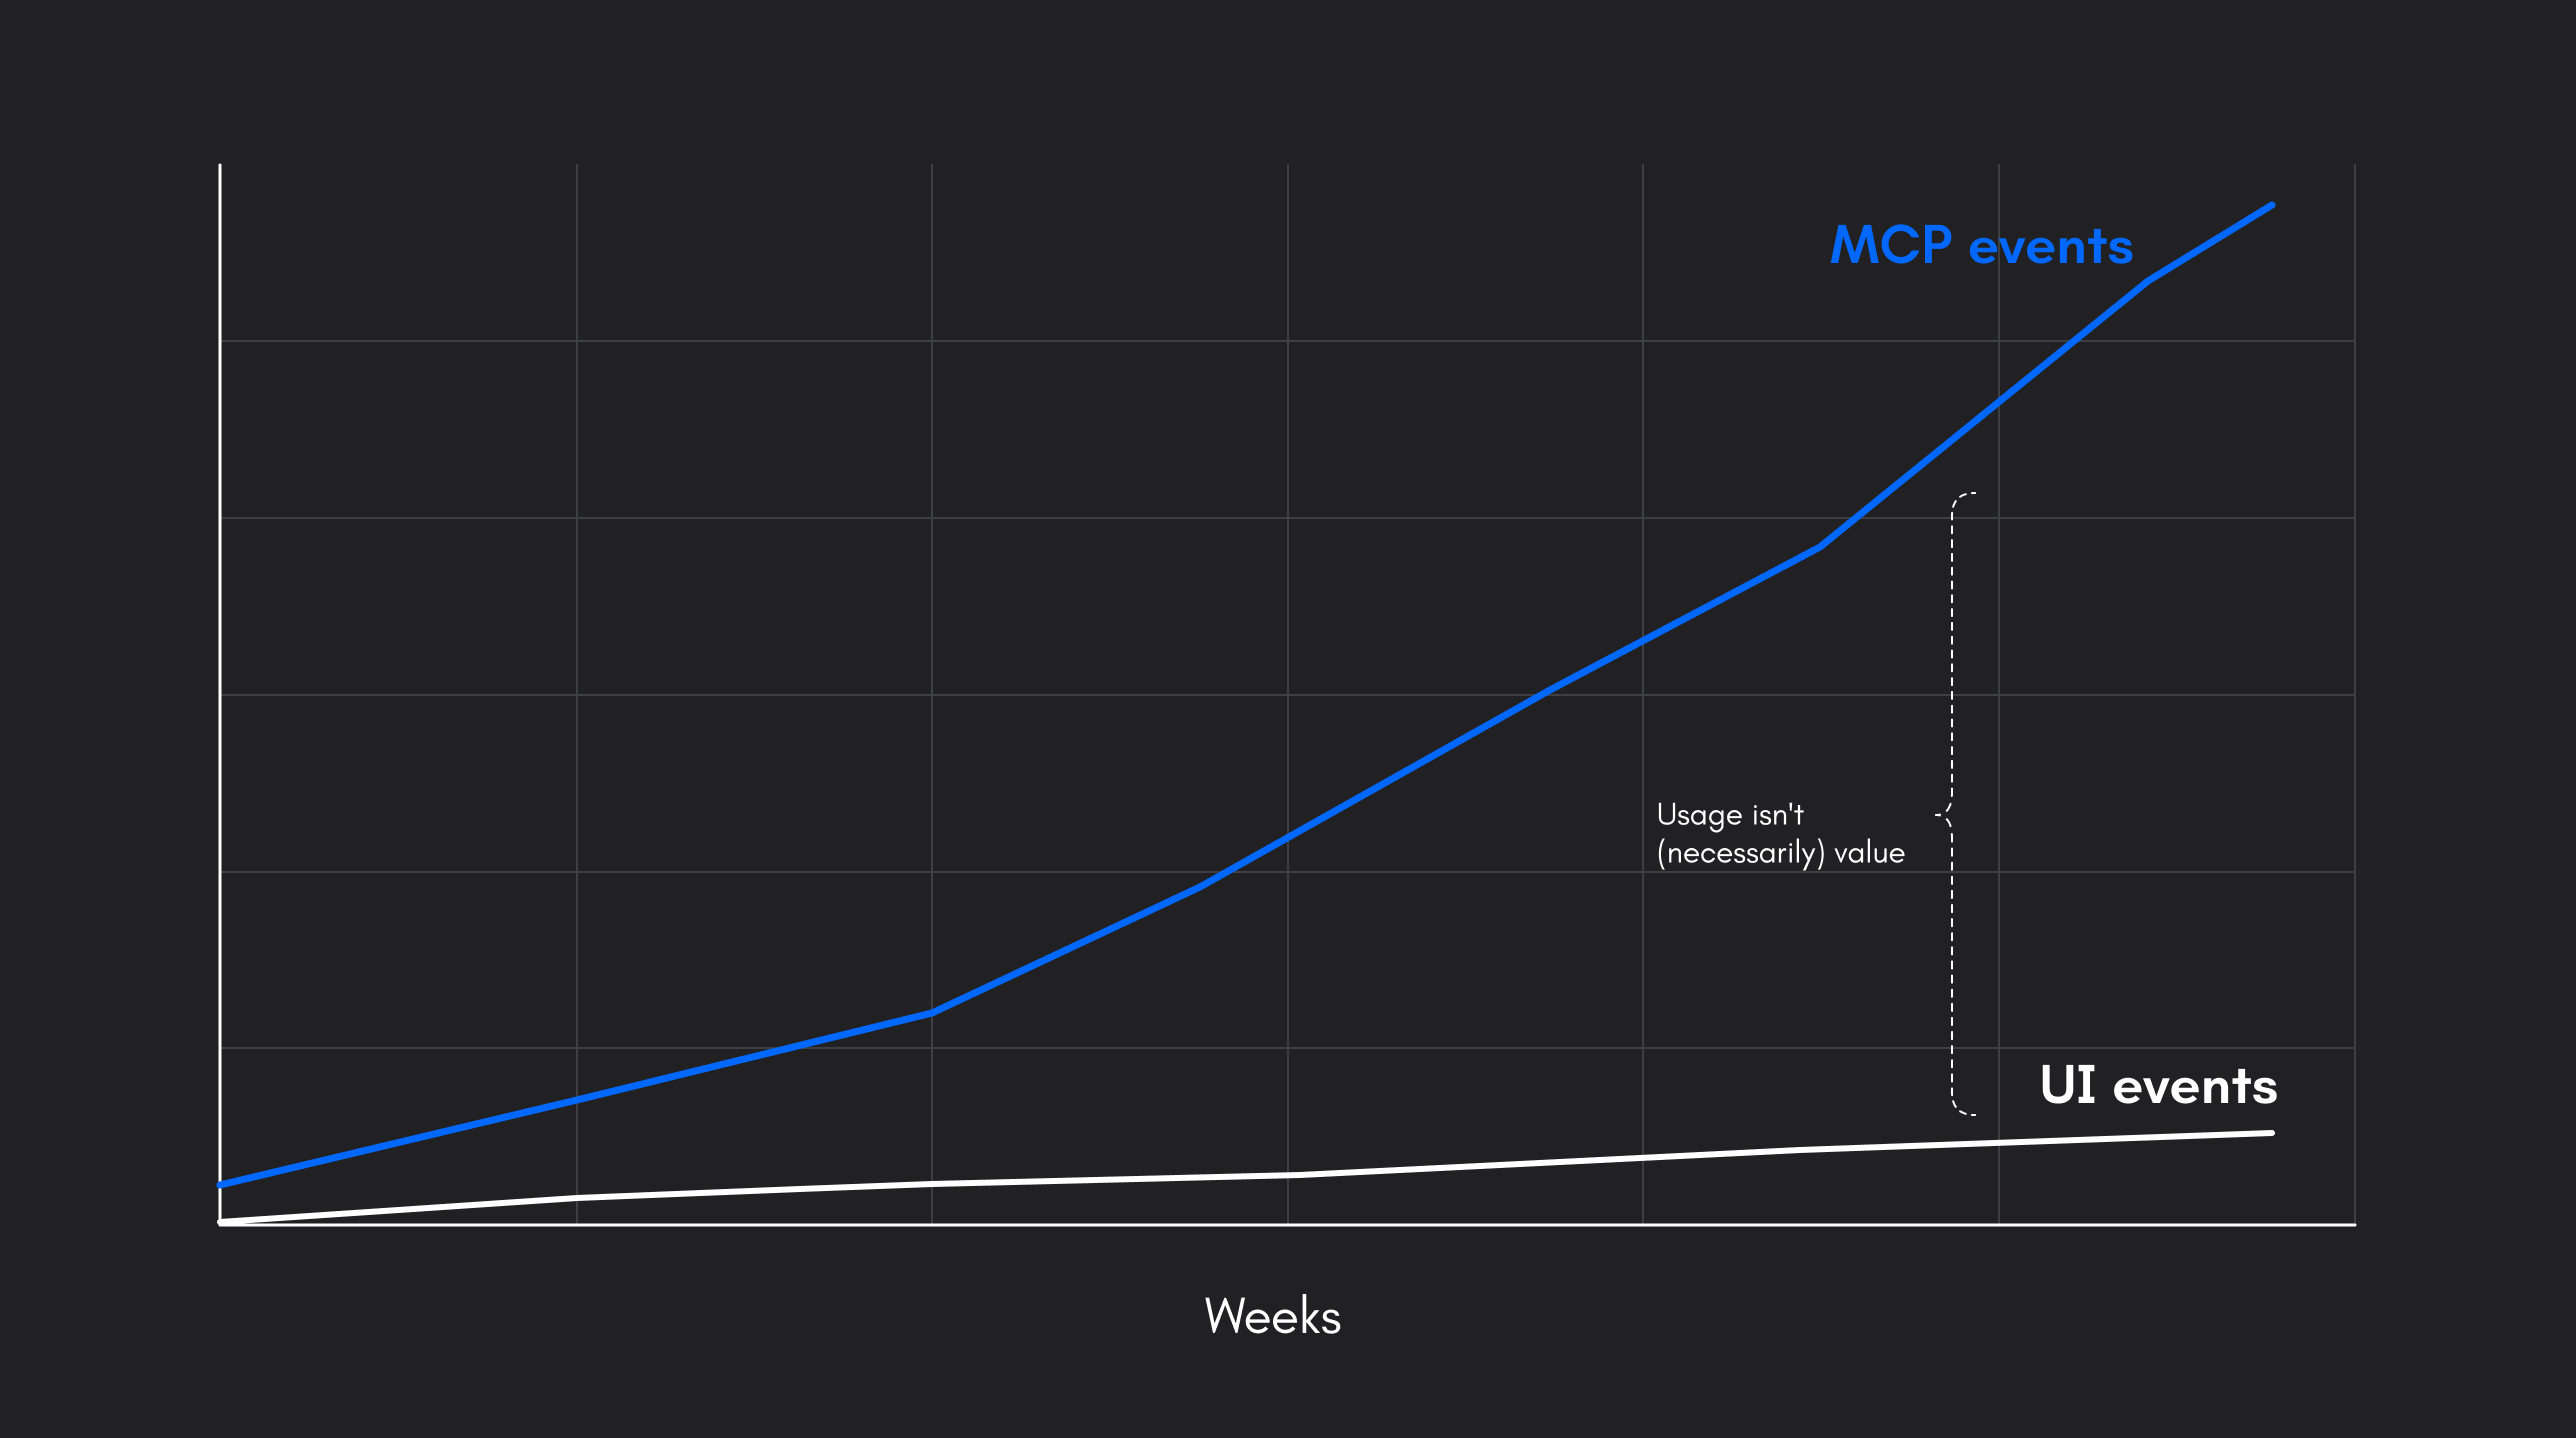 MCP events
Usage isn't
(necessarily) value
UI events
Weeks